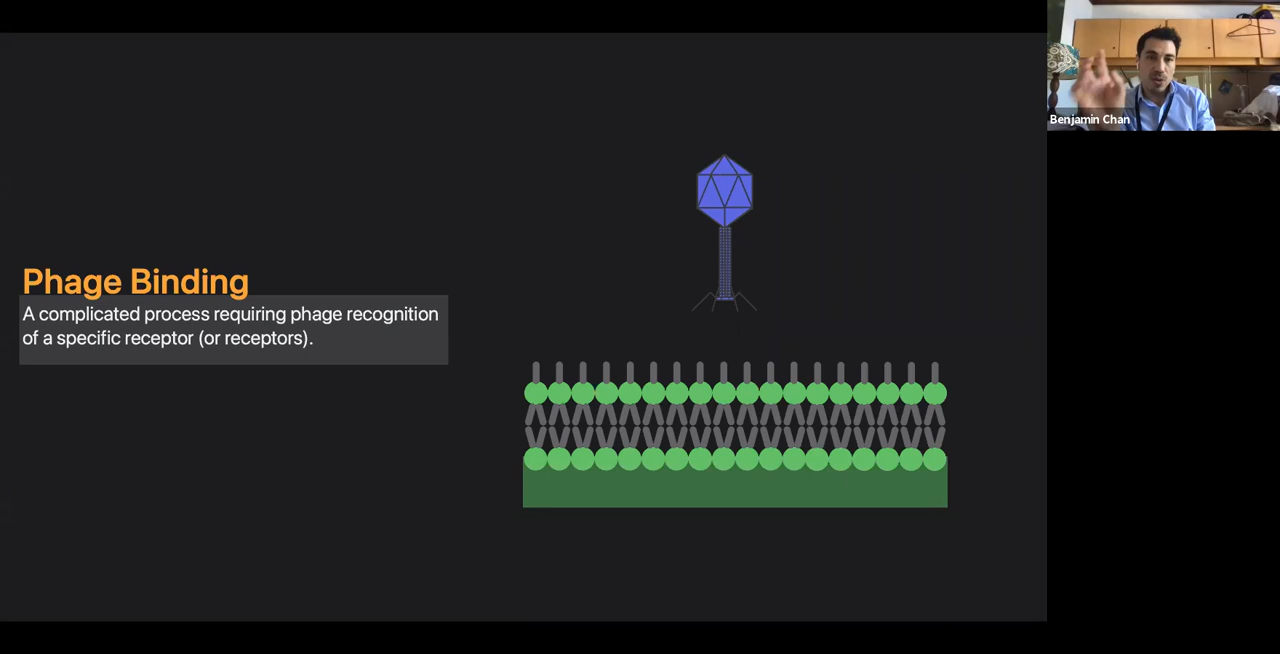 Phage Binding
A complicated process requiring phage recognition
of a specific receptor (or receptors).
Benjamin Chan